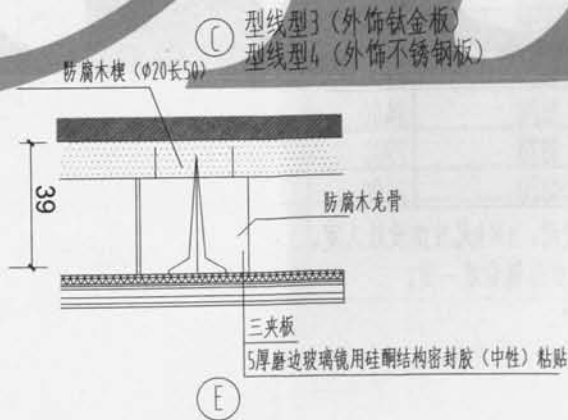 C
型线型3（外饰钛金板）
型线型4（外饰不锈钢板）
防腐木楔（Φ20长50）
39
防腐木龙骨
三夹板
5厚磨边玻璃镜用硅酮结构密封胶（中性）粘贴
E